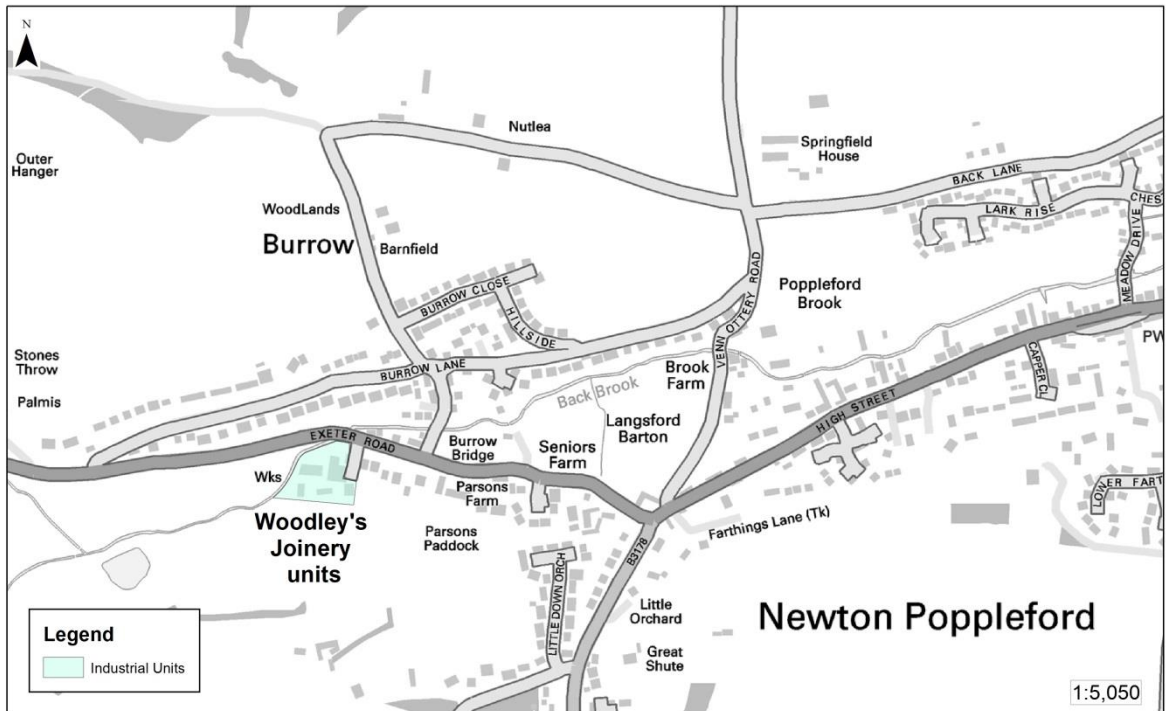 N
Nutlea
Outer
Hanger
Springfield
House
BACK LANE
LARK RISE
CHES
MEADOW DRIVE
WoodLands
Burrow
Barnfield
BURROW CLOSE
HILLSIDE
VENN OTTERY ROAD
Poppleford
Brook
Stones
Throw
Palmis
BURROW LANE
Back Brook
Brook
Farm
PW
CAPPER CL
HIGH STREET
Langsford
Barton
EXETER ROAD
Burrow
Bridge
Seniors
Farm
Wks
Parsons
Farm
LOWER FART
Woodley's
Joinery
units
Parsons
Paddock
Farthings Lane (Tk)
B3178
LITTLE DOWN ORCH
Little
Orchard
Great
Shute
Newton Poppleford
Legend
Industrial Units
1:5,050